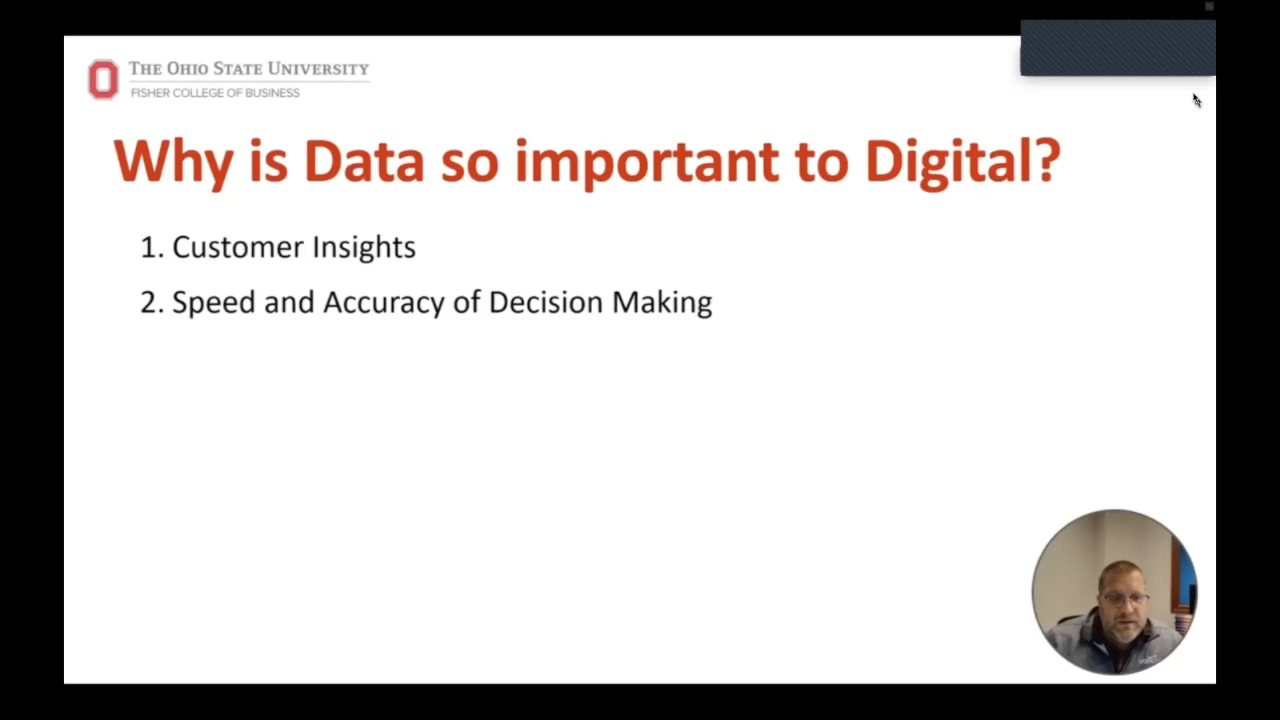 THE OHIO STATE UNIVERSITY
FISHER COLLEGE OF BUSINESS
Why is Data so important to Digital?
1. Customer Insights
2. Speed and Accuracy of Decision Making